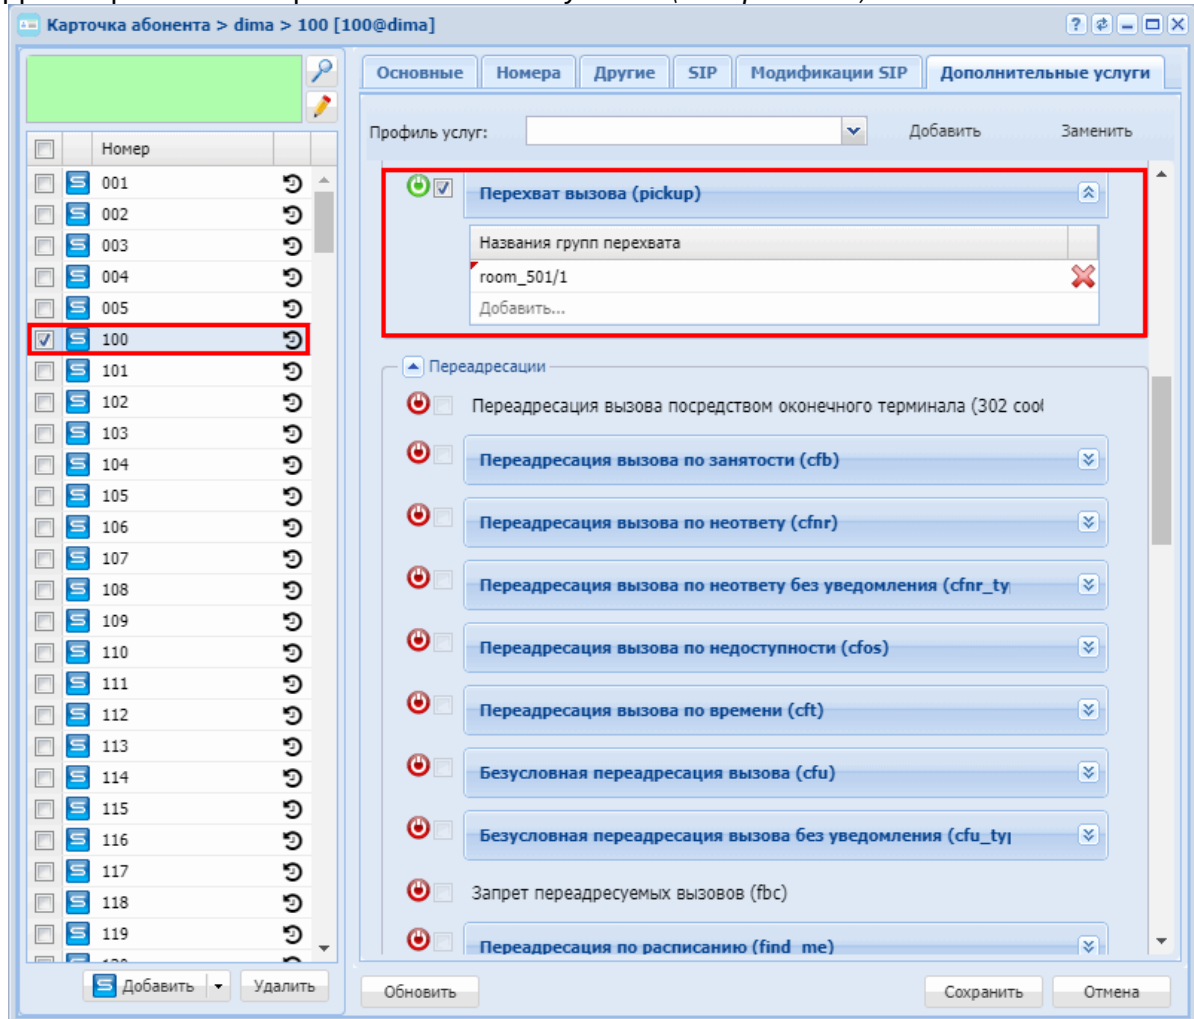 Карточка абонента > dima > 100 [100@dima]
Основные Номера Другие SIP Модификации SIP Дополнительные услуги
Профиль услуг: Добавить Заменить
Номер
001
002
003
004
005
100
101
102
103
104
105
106
107
108
109
110
111
112
113
114
115
116
117
118
119
Добавить Удалить
Перехват вызова (pickup)
Названия групп перехвата
room_501/1
Добавить...
Переадресации
Переадресация вызова посредством оконечного терминала (302
Переадресация вызова по занятости (cfb)
Переадресация вызова по неответу (cfnr)
Переадресация вызова по неответу без уведомления (cfnr_ty
Переадресация вызова по недоступности (cfos)
Переадресация вызова по времени (cft)
Безусловная переадресация вызова (cfu)
Безусловная переадресация вызова без уведомления (cfu_ty
Запрет переадресуемых вызовов (fbc)
Переадресация по расписанию (find_me)
Обновить Сохранить Отмена